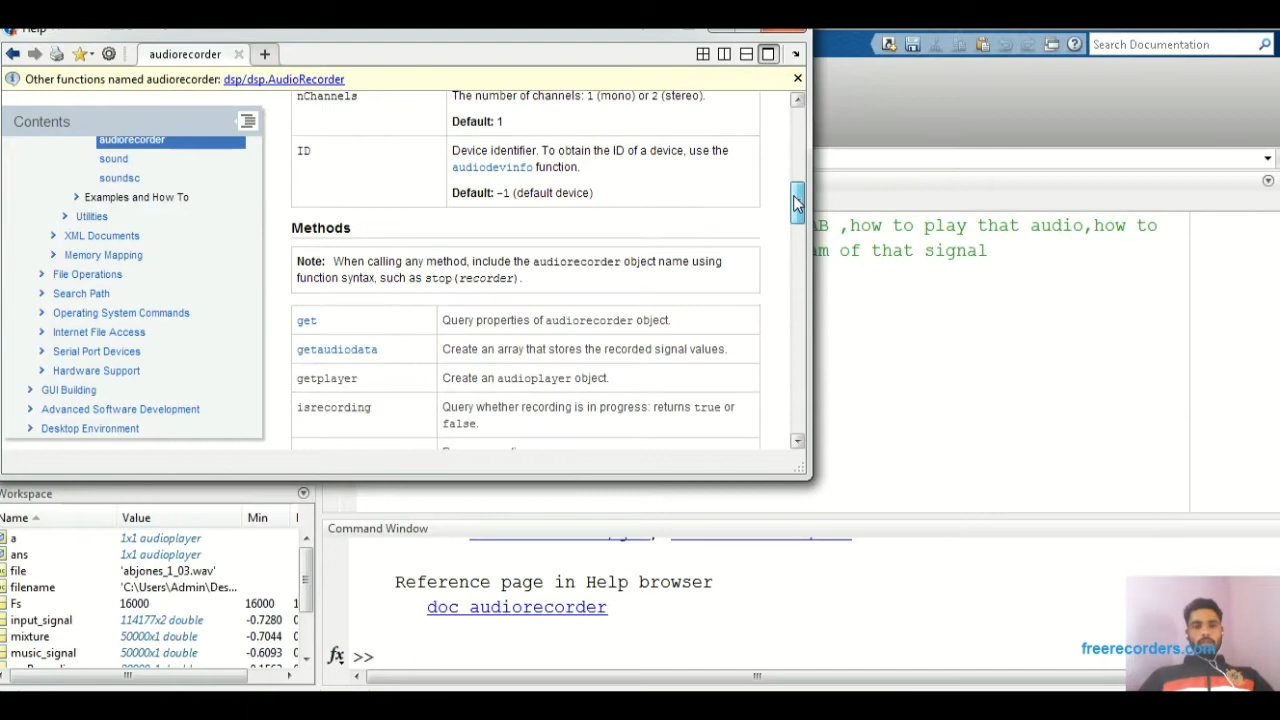 Help
audiorecorder
Search Documentation
Other functions named audiorecorder: dsp/dsp.AudioRecorder
Contents
audiorecorder
sound
soundsc
Examples and How To
Utilities
XML Documents
Memory Mapping
File Operations
Search Path
Operating System Commands
Internet File Access
Serial Port Devices
Hardware Support
GUI Building
Advanced Software Development
Desktop Environment
nChannels
The number of channels: 1 (mono) or 2 (stereo).
Default: 1
ID
Device identifier. To obtain the ID of a device, use the
audiodevinfo function.
Default: −1 (default device)
Methods
Note: When calling any method, include the audiorecorder object name using
function syntax, such as stop(recorder).
get
Query properties of audiorecorder object.
getaudiodata
Create an array that stores the recorded signal values.
getplayer
Create an audioplayer object.
isrecording
Query whether recording is in progress: returns true or
false.
AB ,how to play that audio,how to
am of that signal
Workspace
Name Value Min
a 1x1 audioplayer
ans 1x1 audioplayer
file 'abjones_1_03.wav'
filename 'C:\Users\Admin\Des...
Fs 16000 16000
input_signal 114177x2 double -0.7280
mixture 50000x1 double -0.7044
music_signal 50000x1 double -0.6093
Command Window
Reference page in Help browser
doc audiorecorder
fx >>
freerecorders.com